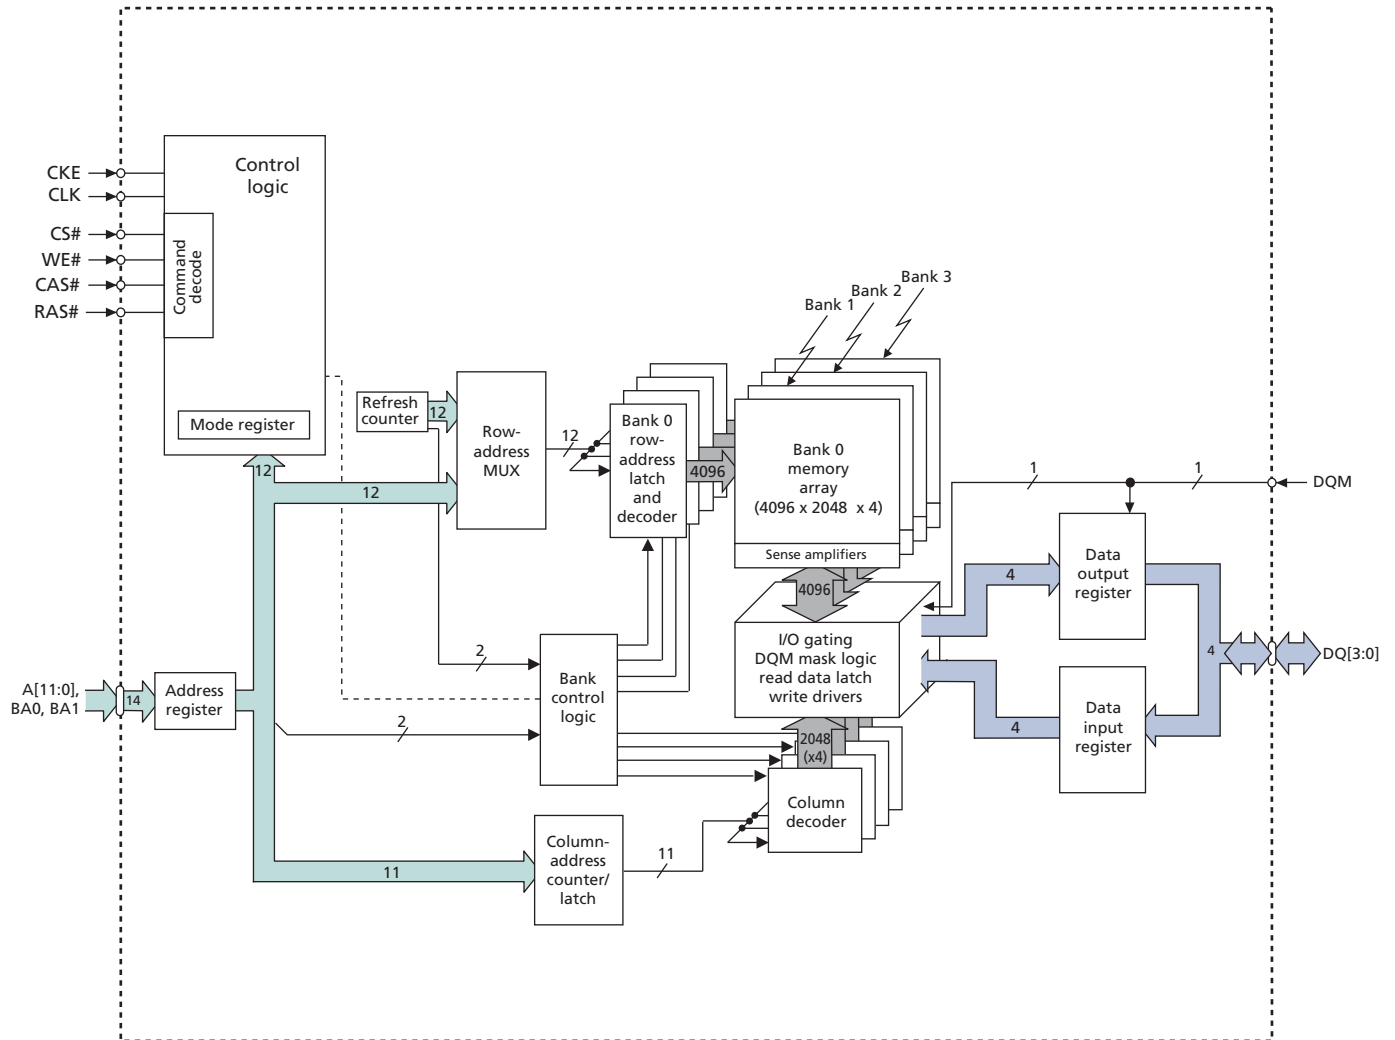 Control
logic
CKE
CLK
CS#
WE#
CAS#
RAS#
Command
decode
Mode register
12
Refresh
counter
12
12
Row-
address
MUX
12
Bank 0
row-
address
latch
and
decoder
4096
Bank 1
Bank 2
Bank 3
Bank 0
memory
array
(4096 x 2048 x 4)
Sense amplifiers
4096
I/O gating
DQM mask logic
read data latch
write drivers
2048
(x4)
Column
decoder
1
1
DQM
Data
output
register
4
4
DQ[3:0]
Data
input
register
4
A[11:0],
BA0, BA1
14
Address
register
2
2
Bank
control
logic
Column-
address
counter/
latch
11
11